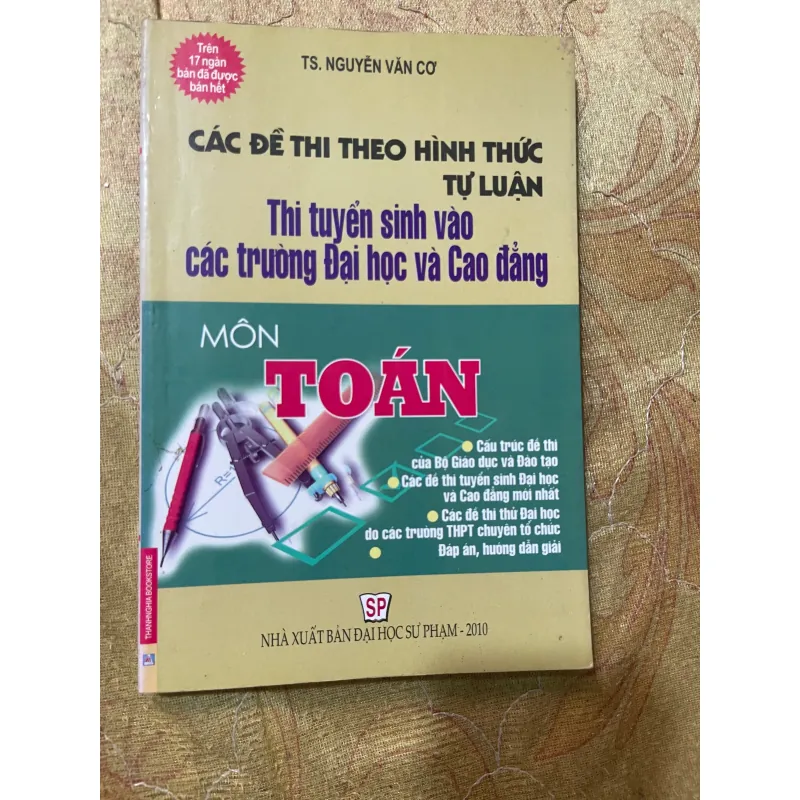 Trên
17 ngàn
bản đã được
bán hết
TS. NGUYỄN VĂN CƠ
CÁC ĐỀ THI THEO HÌNH THỨC
TỰ LUẬN
Thi tuyển sinh vào
các trường Đại học và Cao đẳng
MÔN
TOÁN
Cấu trúc đề thi
của Bộ Giáo dục và Đào tạo
Các đề thi tuyển sinh Đại học
và Cao đẳng mới nhất
Các đề thi thử Đại học
do các trường THPT chuyên tổ chức
Đáp án, hướng dẫn giải
THANHNGHIA BOOKSTORE
SP
NHÀ XUẤT BẢN ĐẠI HỌC SƯ PHẠM - 2010